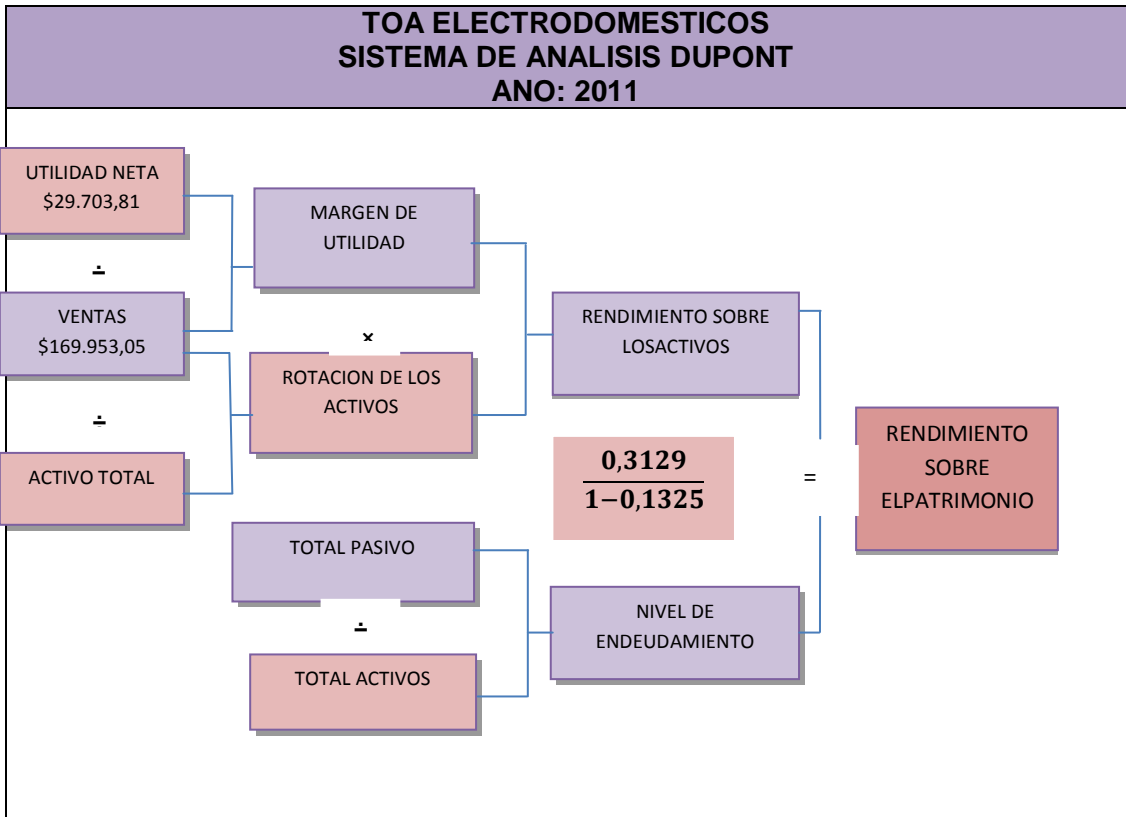 TOA ELECTRODOMESTICOS
SISTEMA DE ANALISIS DUPONT
ANO: 2011
UTILIDAD NETA
$29.703,81
÷
VENTAS
$169.953,05
÷
ACTIVO TOTAL
MARGEN DE
UTILIDAD
×
ROTACION DE LOS
ACTIVOS
RENDIMIENTO SOBRE
LOSACTIVOS
0,3129
1−0,1325
=
RENDIMIENTO
SOBRE
ELPATRIMONIO
TOTAL PASIVO
÷
TOTAL ACTIVOS
NIVEL DE
ENDEUDAMIENTO